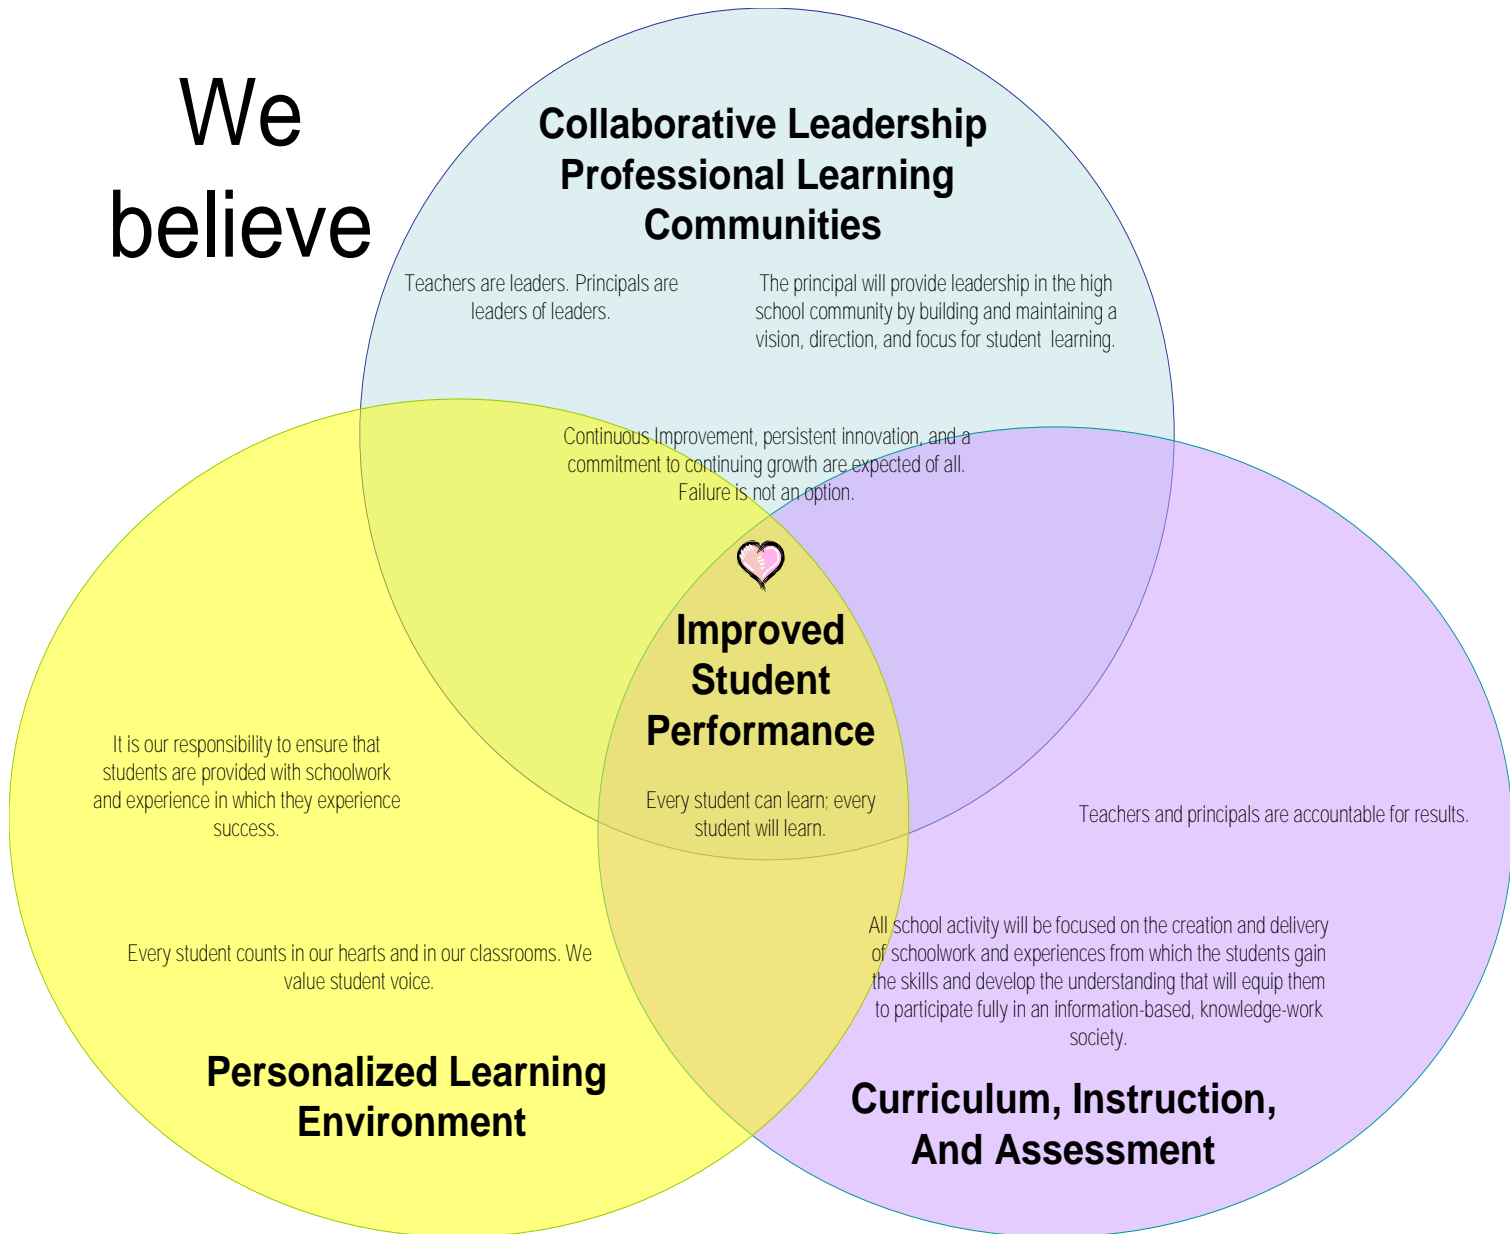 We
believe
Collaborative Leadership
Professional Learning
Communities
Teachers are leaders. Principals are
leaders of leaders.
The principal will provide leadership in the high
school community by building and maintaining a
vision, direction, and focus for student learning.
Continuous Improvement, persistent innovation, and a
commitment to continuing growth are expected of all.
Failure is not an option.
Improved
Student
Performance
Every student can learn; every
student will learn.
It is our responsibility to ensure that
students are provided with schoolwork
and experience in which they experience
success.
Every student counts in our hearts and in our classrooms. We
value student voice.
Personalized Learning
Environment
Teachers and principals are accountable for results.
All school activity will be focused on the creation and delivery
of schoolwork and experiences from which the students gain
the skills and develop the understanding that will equip them
to participate fully in an information-based, knowledge-work
society.
Curriculum, Instruction,
And Assessment